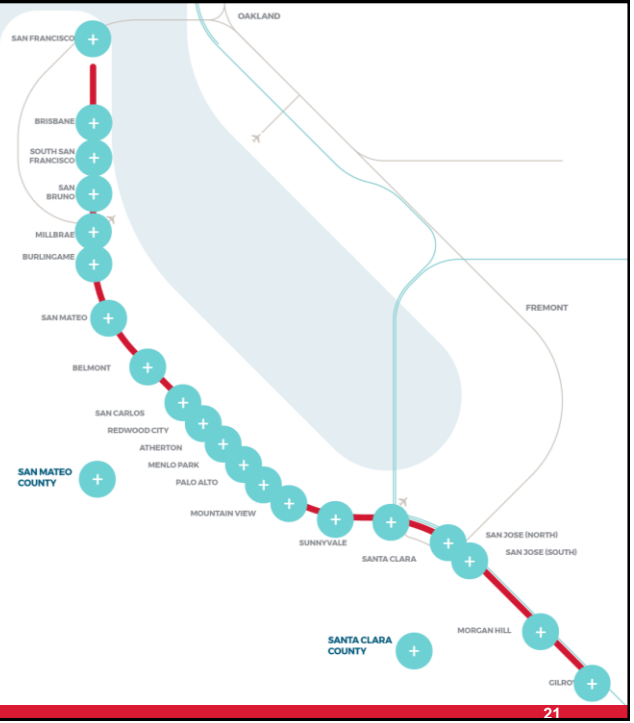 OAKLAND
SAN FRANCISCO
BRISBANE
SOUTH SAN
FRANCISCO
SAN
BRUNO
MILLBRAE
BURLINGAME
FREMONT
SAN MATEO
BELMONT
SAN CARLOS
REDWOOD CITY
ATHERTON
MENLO PARK
SAN MATEO
COUNTY
PALO ALTO
MOUNTAIN VIEW
SUNNYVALE
SANTA CLARA
SAN JOSE (NORTH)
SAN JOSE (SOUTH)
MORGAN HILL
SANTA CLARA
COUNTY
GILRO
21